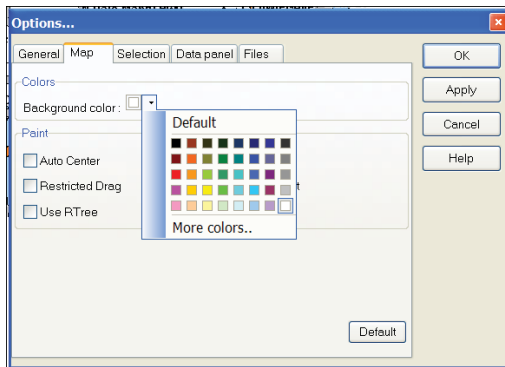 Options...
General Map Selection Data panel Files
OK
Apply
Cancel
Help
Colors
Background color :
Default
More colors..
Paint
Auto Center
Restricted Drag
Use RTree
Default